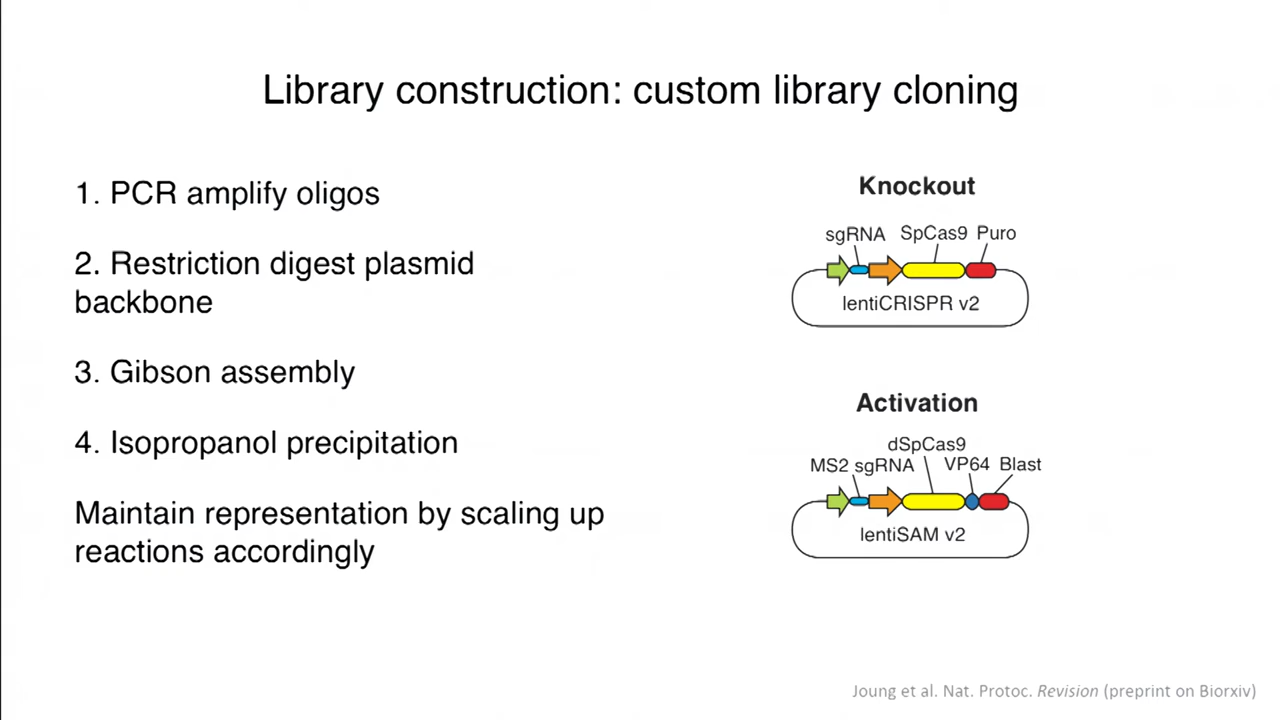 Library construction: custom library cloning
1. PCR amplify oligos
2. Restriction digest plasmid
backbone
3. Gibson assembly
4. Isopropanol precipitation
Maintain representation by scaling up
reactions accordingly
Knockout
sgRNA SpCas9 Puro
lentiCRISPR v2
Activation
dSpCas9
MS2 sgRNA VP64 Blast
lentiSAM v2
Joung et al. Nat. Protoc. Revision (preprint on Biorxiv)